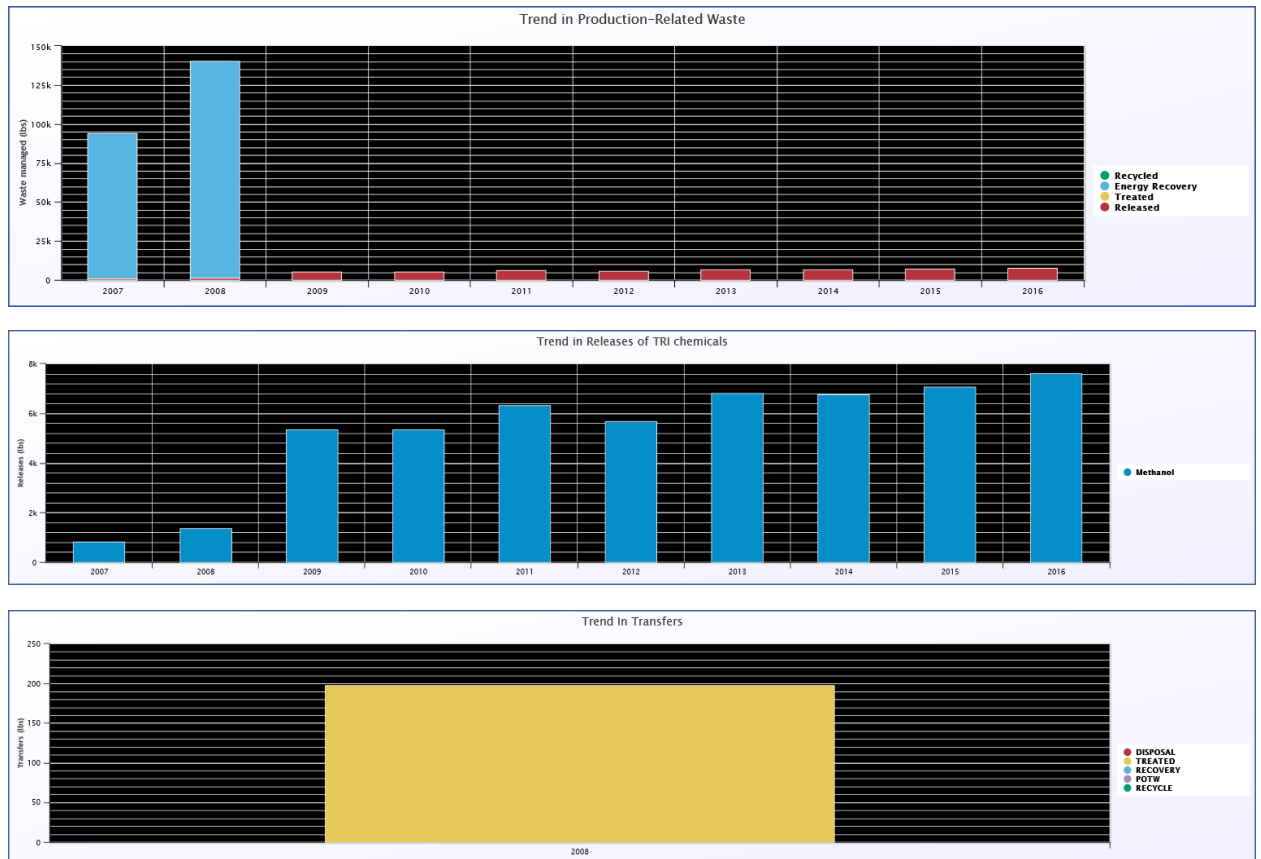 Trend in Production-Related Waste
150k
125k
100k
75k
50k
25k
0
Waste managed (lbs)
2007 2008 2009 2010 2011 2012 2013 2014 2015 2016
Recycled
Energy Recovery
Treated
Released
Trend in Releases of TRI chemicals
8k
6k
4k
2k
0
Releases (lbs)
2007 2008 2009 2010 2011 2012 2013 2014 2015 2016
Methanol
Trend In Transfers
250
200
150
100
50
0
Transfers (lbs)
2008
DISPOSAL
TREATED
RECOVERY
POTW
RECYCLE